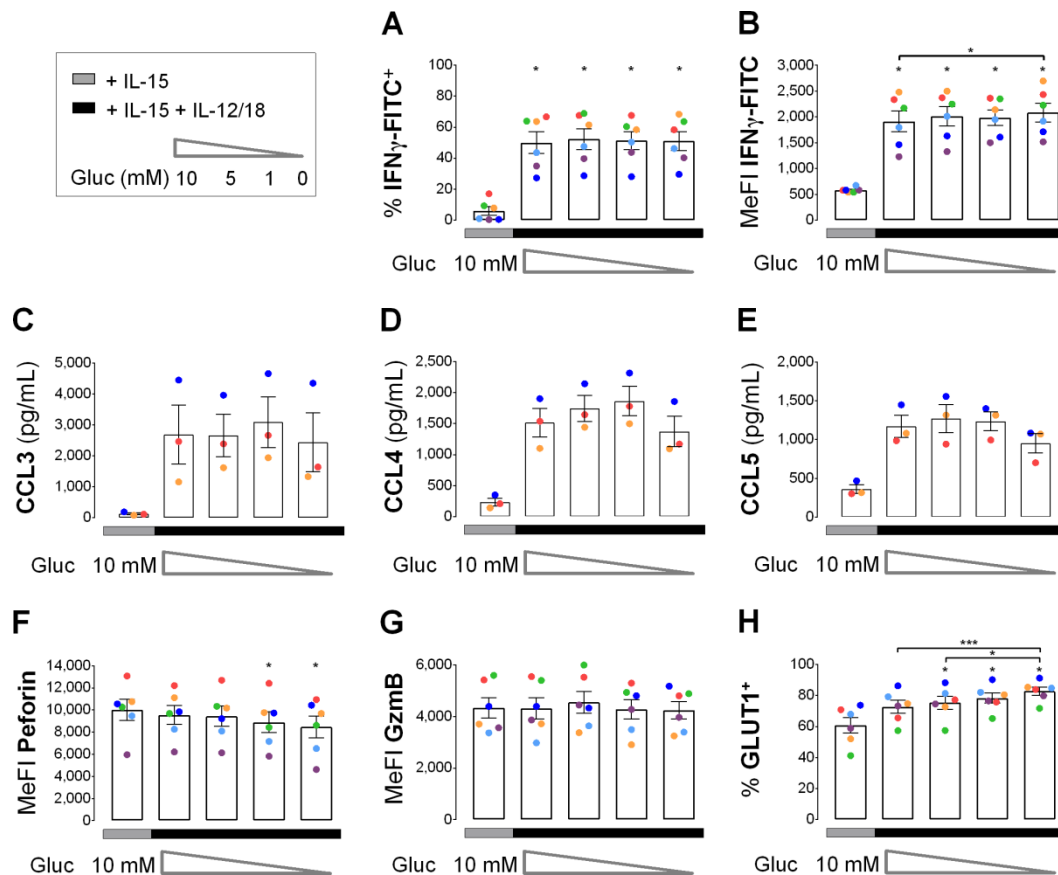 + IL-15
+ IL-15 + IL-12/18
Gluc (mM) 10 5 1 0
A
% IFNγ-FITC⁺
100
80
60
40
20
0
* * * *
Gluc 10 mM
B
MeFI IFNγ-FITC
3,000
2,500
2,000
1,500
1,000
500
0
*
* * * *
Gluc 10 mM
C
CCL3 (pg/mL)
5,000
4,000
3,000
2,000
1,000
0
Gluc 10 mM
D
CCL4 (pg/mL)
2,500
2,000
1,500
1,000
500
0
Gluc 10 mM
E
CCL5 (pg/mL)
2,000
1,500
1,000
500
0
Gluc 10 mM
F
MeFI Peforin
14,000
12,000
10,000
8,000
6,000
4,000
2,000
0
* *
Gluc 10 mM
G
MeFI GzmB
6,000
4,000
2,000
0
Gluc 10 mM
H
% GLUT1⁺
100
80
60
40
20
0
***
*
* * *
Gluc 10 mM